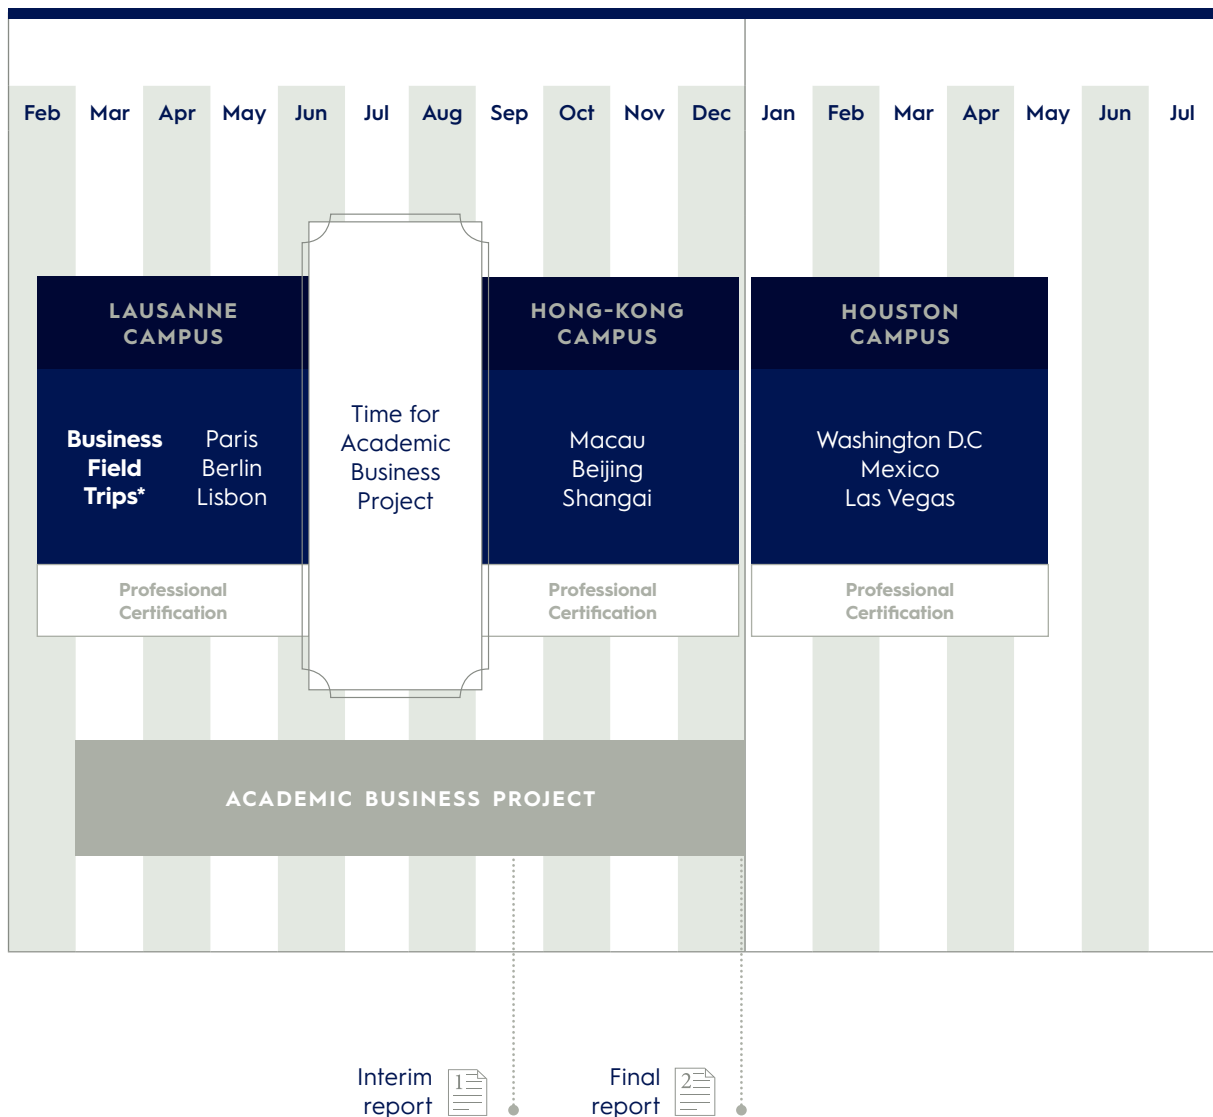 Feb Mar Apr May Jun Jul Aug Sep Oct Nov Dec Jan Feb Mar Apr May Jun Jul
LAUSANNE
CAMPUS
Business
Field
Trips*
Paris
Berlin
Lisbon
Professional
Certification
Time for
Academic
Business
Project
HONG-KONG
CAMPUS
Macau
Beijing
Shangai
Professional
Certification
HOUSTON
CAMPUS
Washington D.C
Mexico
Las Vegas
Professional
Certification
ACADEMIC BUSINESS PROJECT
Interim
report
1
Final
report
2